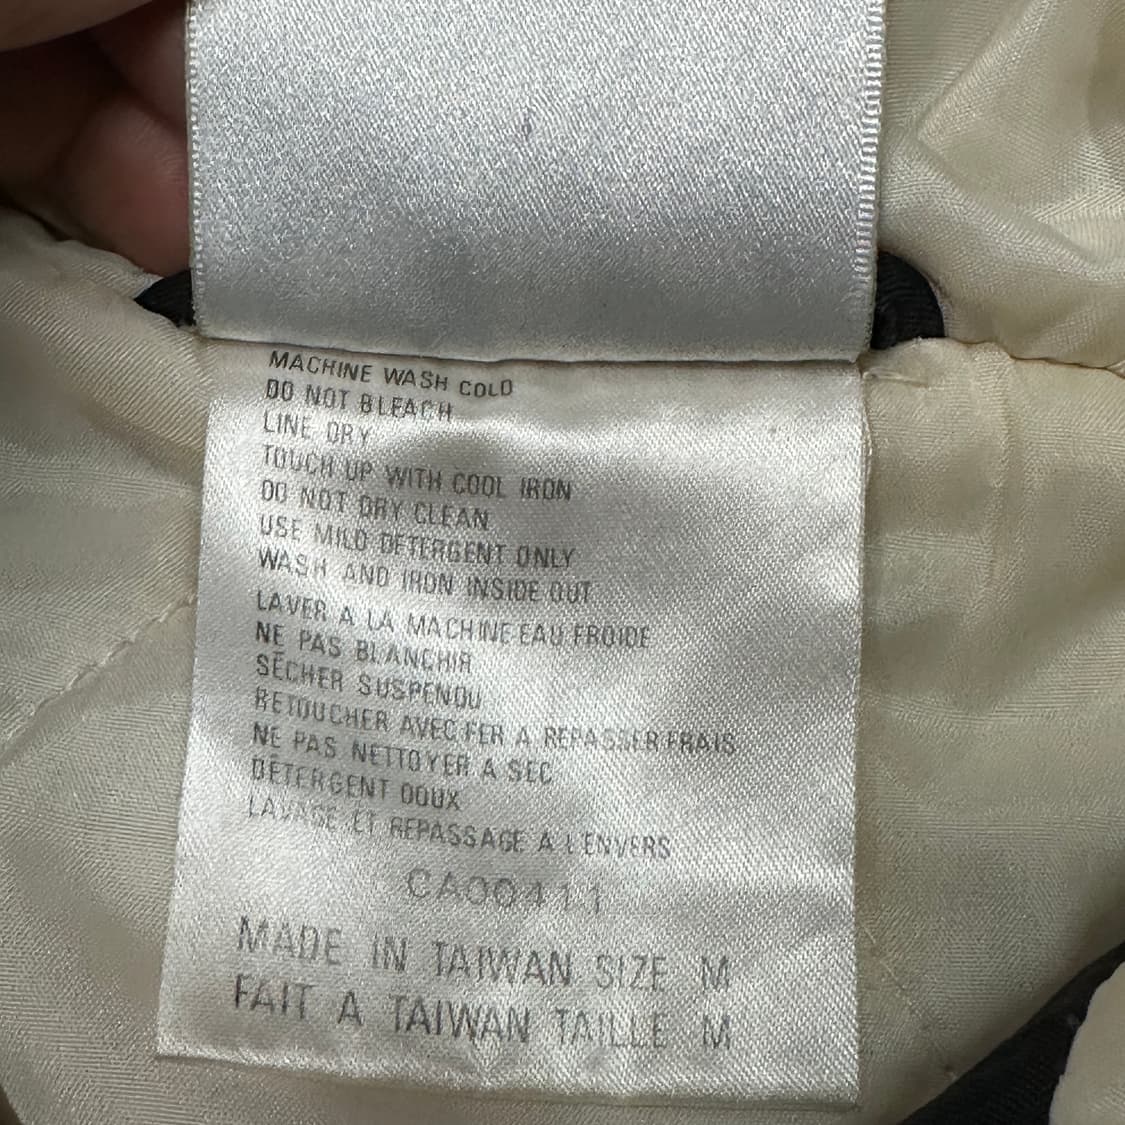 MACHINE WASH COLD
DO NOT BLEACH
LINE DRY
TOUCH UP WITH COOL IRON
DO NOT DRY CLEAN
USE MILD DETERGENT ONLY
WASH AND IRON INSIDE OUT
LAVER A LA MACHINE EAU FROIDE
NE PAS BLANCHIR
SÉCHER SUSPENDU
RETOUCHER AVEC FER A REPASSER FRAIS
NE PAS NETTOYER A SEC
DÉTERGENT DOUX
LAVAGE ET REPASSAGE A L'ENVERS
CA00411
MADE IN TAIWAN SIZE M
FAIT A TAIWAN TAILLE M